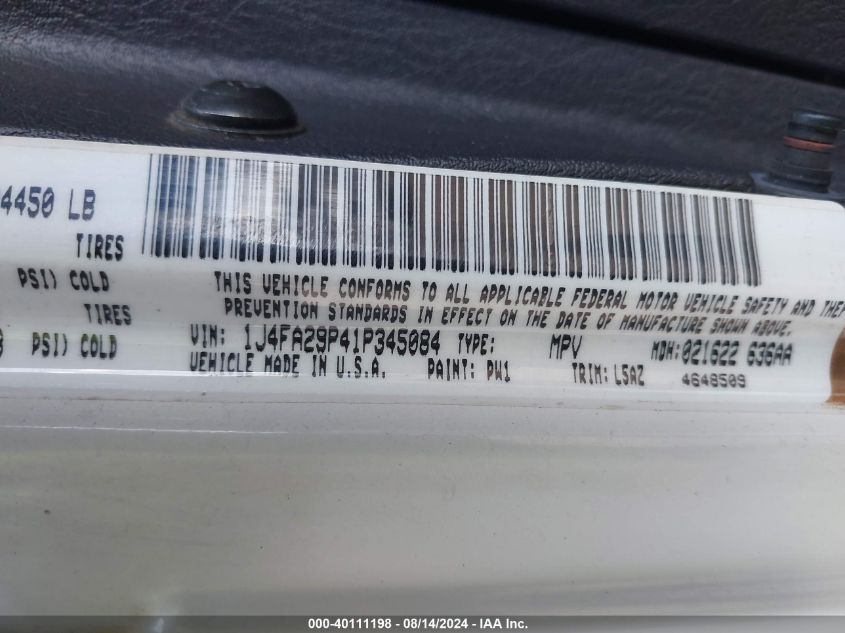 4450 LB
TIRES
PSI) COLD
THIS VEHICLE CONFORMS TO ALL APPLICABLE FEDERAL MOTOR VEHICLE SAFETY AND THEF
TIRES
PREVENTION STANDARDS IN EFFECT ON THE DATE OF MANUFACTURE SHOWN ABOVE.
PSI) COLD
VIN: 1J4FA29P41P345084 TYPE: MPV MDH:021622 636AA
VEHICLE MADE IN U.S.A. PAINT: PW1 TRIM: L5AZ 4648509
000-40111198 - 08/14/2024 - IAAI Inc.